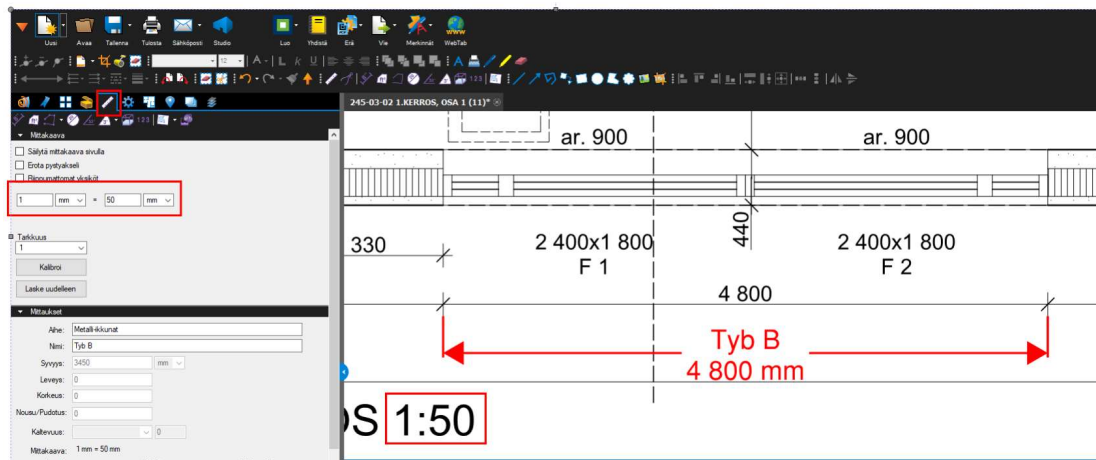 Uusi Avaa Tallenna Tulosta Sähköposti Studio Luo Yhdistä Erä Vie Merkinnät WebTab
12 A L K U
123
245-03-02 1.KERROS, OSA 1 (11)*
123
Mittakaava
Säilytä mittakaava sivulla
Erota pystyakseli
Riippumattomat yksiköt
1 mm = 50 mm
Tarkkuus
1
Kalibroi
Laske uudelleen
Mittaukset
Aihe: Metalli-ikkunat
Nimi: Tyb B
Syvyys: 3450 mm
Leveys: 0
Korkeus: 0
Nousu/Pudotus: 0
Kaltevuus: 0
Mittakaava: 1 mm = 50 mm
ar. 900 ar. 900
330
2 400x1 800
F 1
440
2 400x1 800
F 2
4 800
Tyb B
4 800 mm
OS 1:50